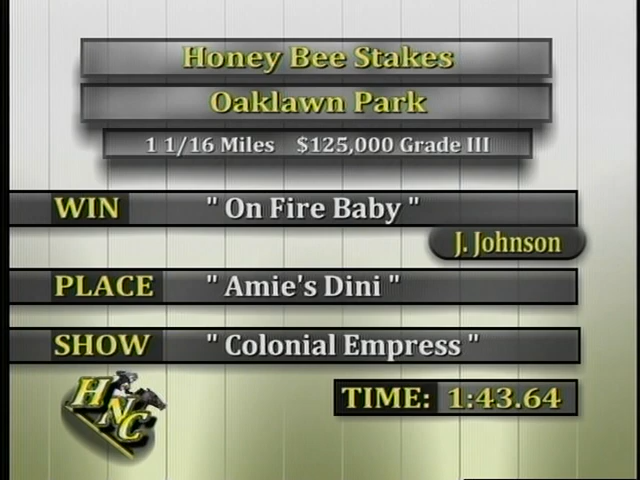 Honey Bee Stakes
Oaklawn Park
1 1/16 Miles $125,000 Grade III
WIN " On Fire Baby "
J. Johnson
PLACE " Amie's Dini "
SHOW " Colonial Empress "
HNC
TIME: 1:43.64